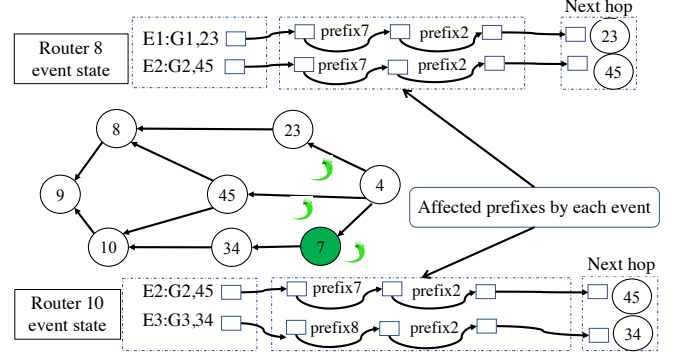 Next hop
Router 8
event state
E1:G1,23
prefix7
prefix2
23
E2:G2,45
prefix7
prefix2
45
8
23
9
45
4
10
34
7
Affected prefixes by each event
Next hop
Router 10
event state
E2:G2,45
prefix7
prefix2
45
E3:G3,34
prefix8
prefix2
34